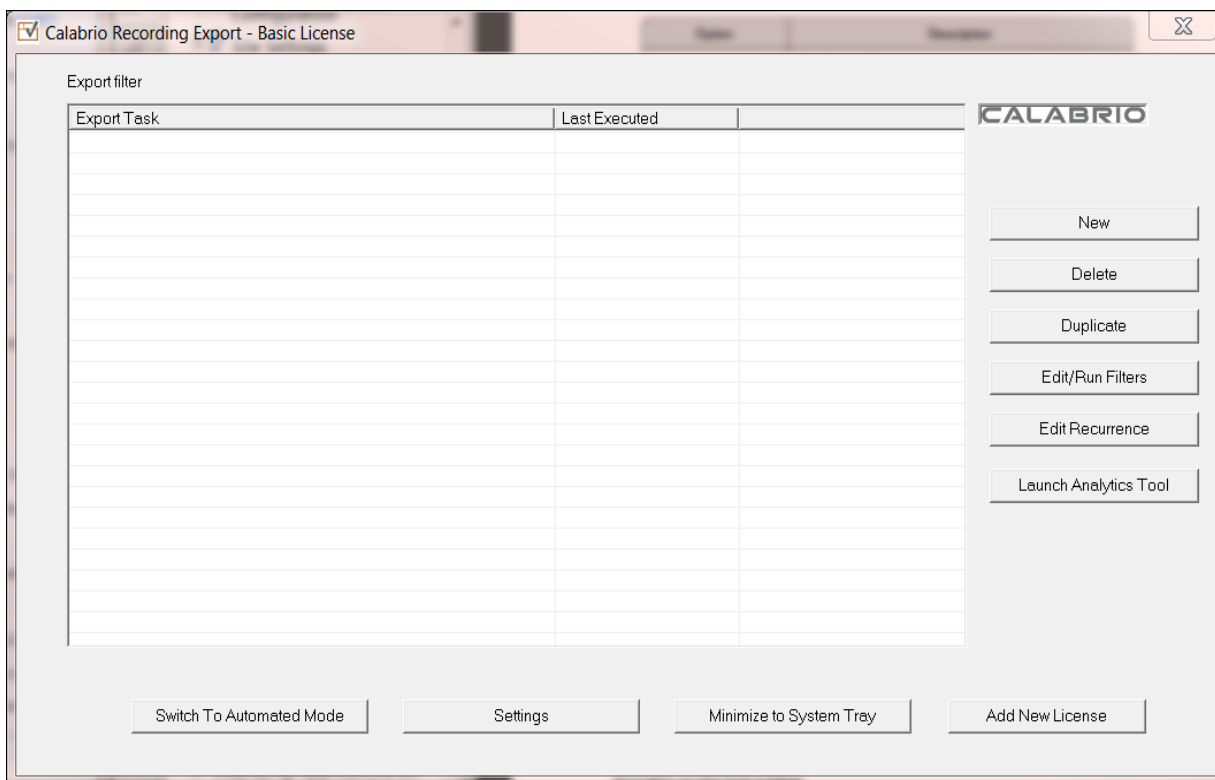 Calabrio Recording Export - Basic License
Export filter
Export Task
Last Executed
CALABRIO
New
Delete
Duplicate
Edit/Run Filters
Edit Recurrence
Launch Analytics Tool
Switch To Automated Mode
Settings
Minimize to System Tray
Add New License